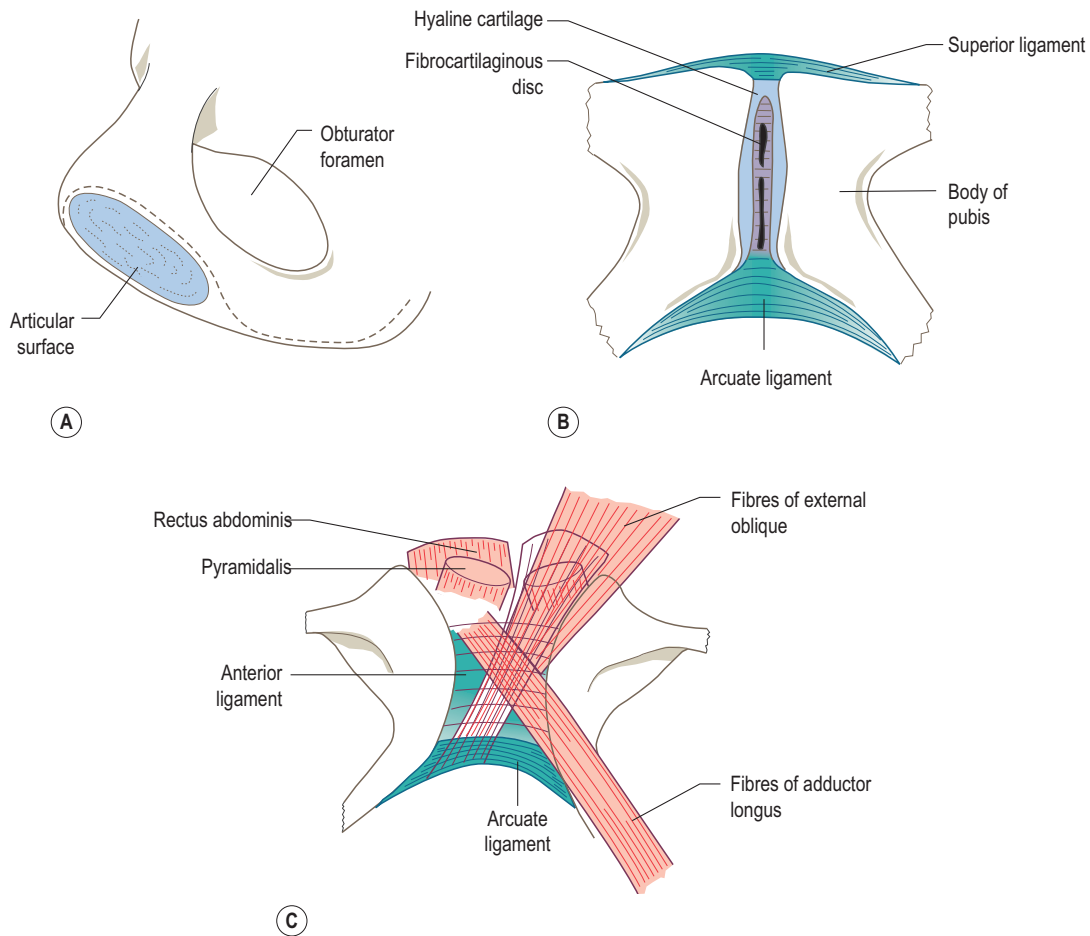 Obturator
foramen
Articular
surface
A
Hyaline cartilage
Fibrocartilaginous
disc
Superior ligament
Body of
pubis
Arcuate ligament
B
Rectus abdominis
Pyramidalis
Anterior
ligament
Arcuate
ligament
Fibres of external
oblique
Fibres of adductor
longus
C